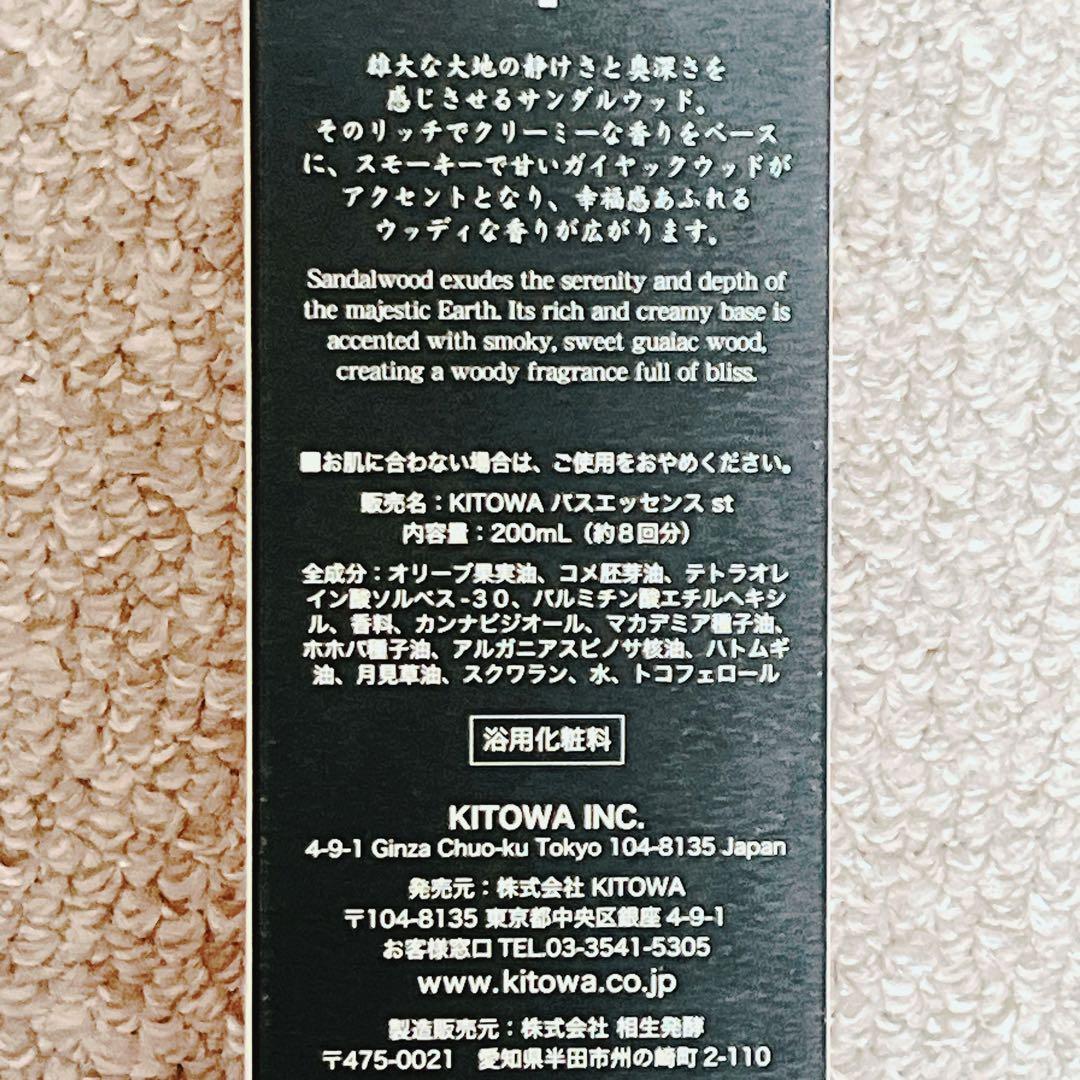 雄大な大地の静けさと奥深さを
感じさせるサンダルウッド。
そのリッチでクリーミーな香りをベース
に、スモーキーで甘いガイヤックウッドが
アクセントとなり、幸福感あふれる
ウッディな香りが広がります。
Sandalwood exudes the serenity and depth of
the majestic Earth. Its rich and creamy base is
accented with smoky, sweet guaiac wood,
creating a woody fragrance full of bliss.
■お肌に合わない場合は、ご使用をおやめください。
販売名：KITOWA バスエッセンス st
内容量：200mL（約8回分）
全成分：オリーブ果実油、コメ胚芽油、テトラオレ
イン酸ソルベス-30、パルミチン酸エチルヘキシ
ル、香料、カンナビジオール、マカデミア種子油、
ホホバ種子油、アルガニアスピノサ核油、ハトムギ
油、月見草油、スクワラン、水、トコフェロール
浴用化粧料
KITOWA INC.
4-9-1 Ginza Chuo-ku Tokyo 104-8135 Japan
発売元：株式会社 KITOWA
〒104-8135 東京都中央区銀座 4-9-1
お客様窓口 TEL.03-3541-5305
www.kitowa.co.jp
製造販売元：株式会社 相生発酵
〒475-0021 愛知県半田市州の崎町 2-110